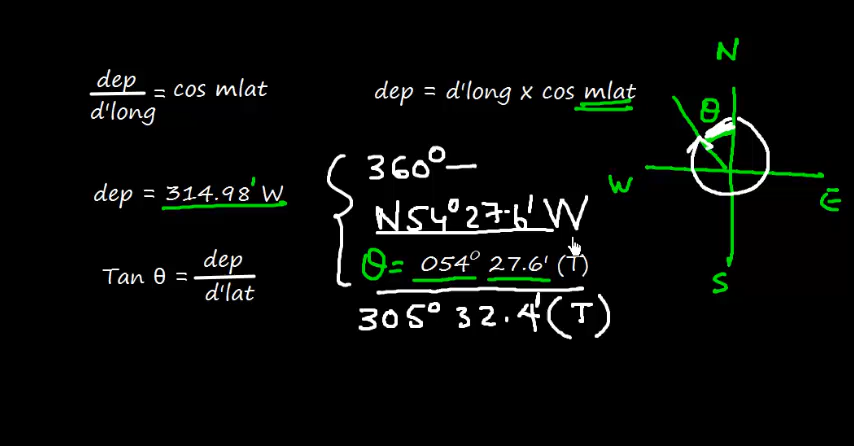 dep
d'long
= cos mlat
dep = d'long x cos mlat
dep = 314.98' W
Tan θ = dep
d'lat
360° —
N54° 27.6' W
θ = 054° 27.6' (T)
305° 32.4' (T)
N
θ
W
E
S